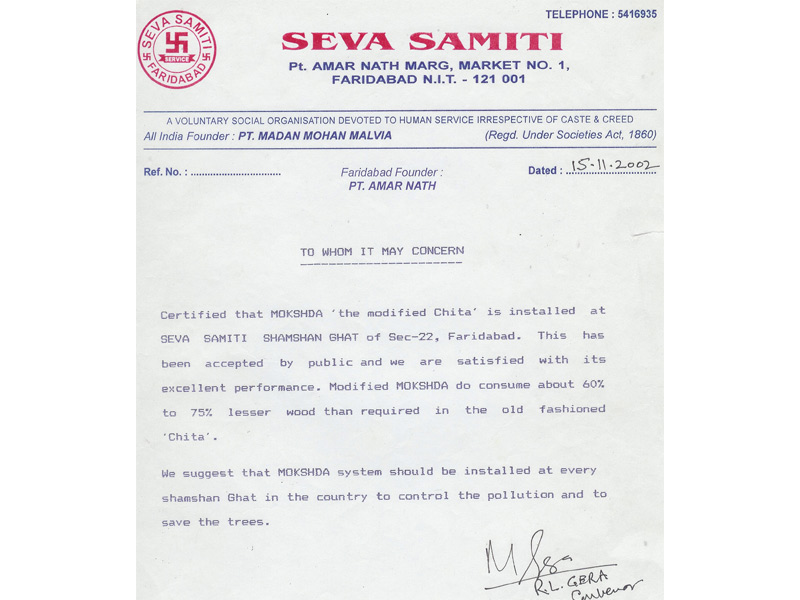 TELEPHONE : 5416935
SEVA SAMITI
SERVICE
FARIDABAD
SEVA SAMITI
Pt. AMAR NATH MARG, MARKET NO. 1,
FARIDABAD N.I.T. - 121 001
A VOLUNTARY SOCIAL ORGANISATION DEVOTED TO HUMAN SERVICE IRRESPECTIVE OF CASTE & CREED
All India Founder : PT. MADAN MOHAN MALVIA (Regd. Under Societies Act, 1860)
Ref. No. : .............................. Faridabad Founder : Dated : 15.11.2002
PT. AMAR NATH
TO WHOM IT MAY CONCERN
Certified that MOKSHDA 'the modified Chita' is installed at
SEVA SAMITI SHAMSHAN GHAT of Sec-22, Faridabad. This has
been accepted by public and we are satisfied with its
excellent performance. Modified MOKSHDA do consume about 60%
to 75% lesser wood than required in the old fashioned
'Chita'.
We suggest that MOKSHDA system should be installed at every
shamshan Ghat in the country to control the pollution and to
save the trees.
R.L. GERA
Convenor